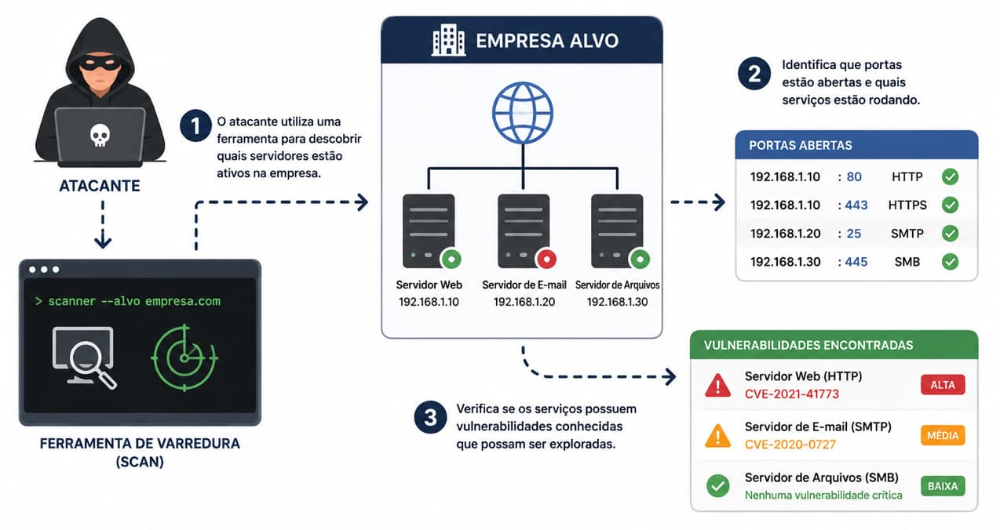 ATACANTE
1
O atacante utiliza uma
ferramenta para descobrir
quais servidores estão
ativos na empresa.
> scanner --alvo empresa.com
FERRAMENTA DE VARREDURA
(SCAN)
EMPRESA ALVO
Servidor Web
192.168.1.10
Servidor de E-mail
192.168.1.20
Servidor de Arquivos
192.168.1.30
2
Identifica que portas
estão abertas e quais
serviços estão rodando.
PORTAS ABERTAS
192.168.1.10 : 80 HTTP
192.168.1.10 : 443 HTTPS
192.168.1.20 : 25 SMTP
192.168.1.30 : 445 SMB
3
Verifica se os serviços possuem
vulnerabilidades conhecidas
que possam ser exploradas.
VULNERABILIDADES ENCONTRADAS
Servidor Web (HTTP)
CVE-2021-41773
ALTA
Servidor de E-mail (SMTP)
CVE-2020-0727
MÉDIA
Servidor de Arquivos (SMB)
Nenhuma vulnerabilidade crítica
BAIXA